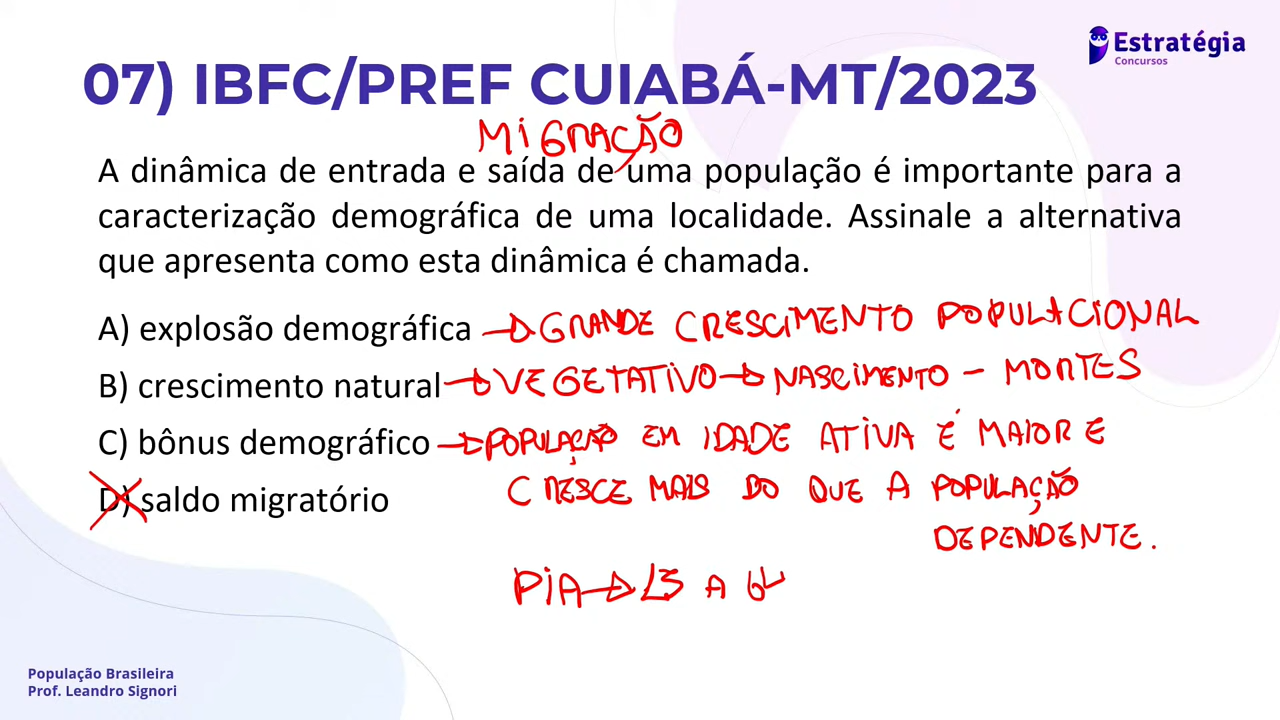 Estratégia
Concursos
07) IBFC/PREF CUIABÁ-MT/2023
MIGRAÇÃO
A dinâmica de entrada e saída de uma população é importante para a
caracterização demográfica de uma localidade. Assinale a alternativa
que apresenta como esta dinâmica é chamada.
A) explosão demográfica → GRANDE CRESCIMENTO POPULACIONAL
B) crescimento natural → VEGETATIVO → NASCIMENTO - MORTES
C) bônus demográfico → POPULAÇÃO EM IDADE ATIVA É MAIOR E
CRESCE MAIS DO QUE A POPULAÇÃO
D) saldo migratório
DEPENDENTE.
PIA → 15 A 64
População Brasileira
Prof. Leandro Signori